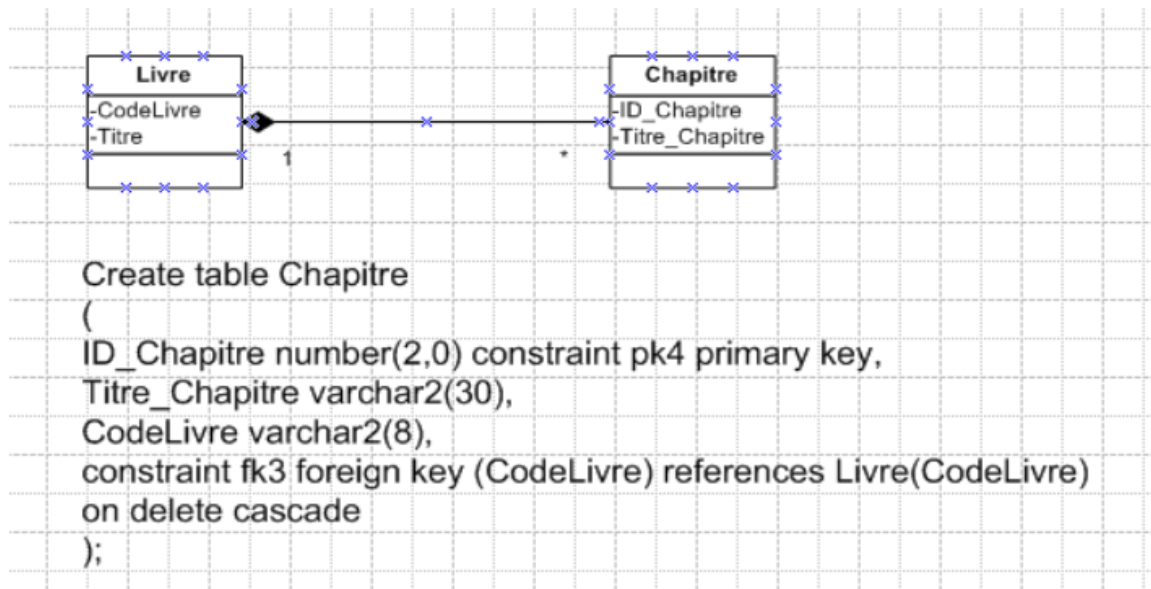 Livre
-CodeLivre
-Titre
1
*
Chapitre
-ID_Chapitre
-Titre_Chapitre
Create table Chapitre
(
ID_Chapitre number(2,0) constraint pk4 primary key,
Titre_Chapitre varchar2(30),
CodeLivre varchar2(8),
constraint fk3 foreign key (CodeLivre) references Livre(CodeLivre)
on delete cascade
);